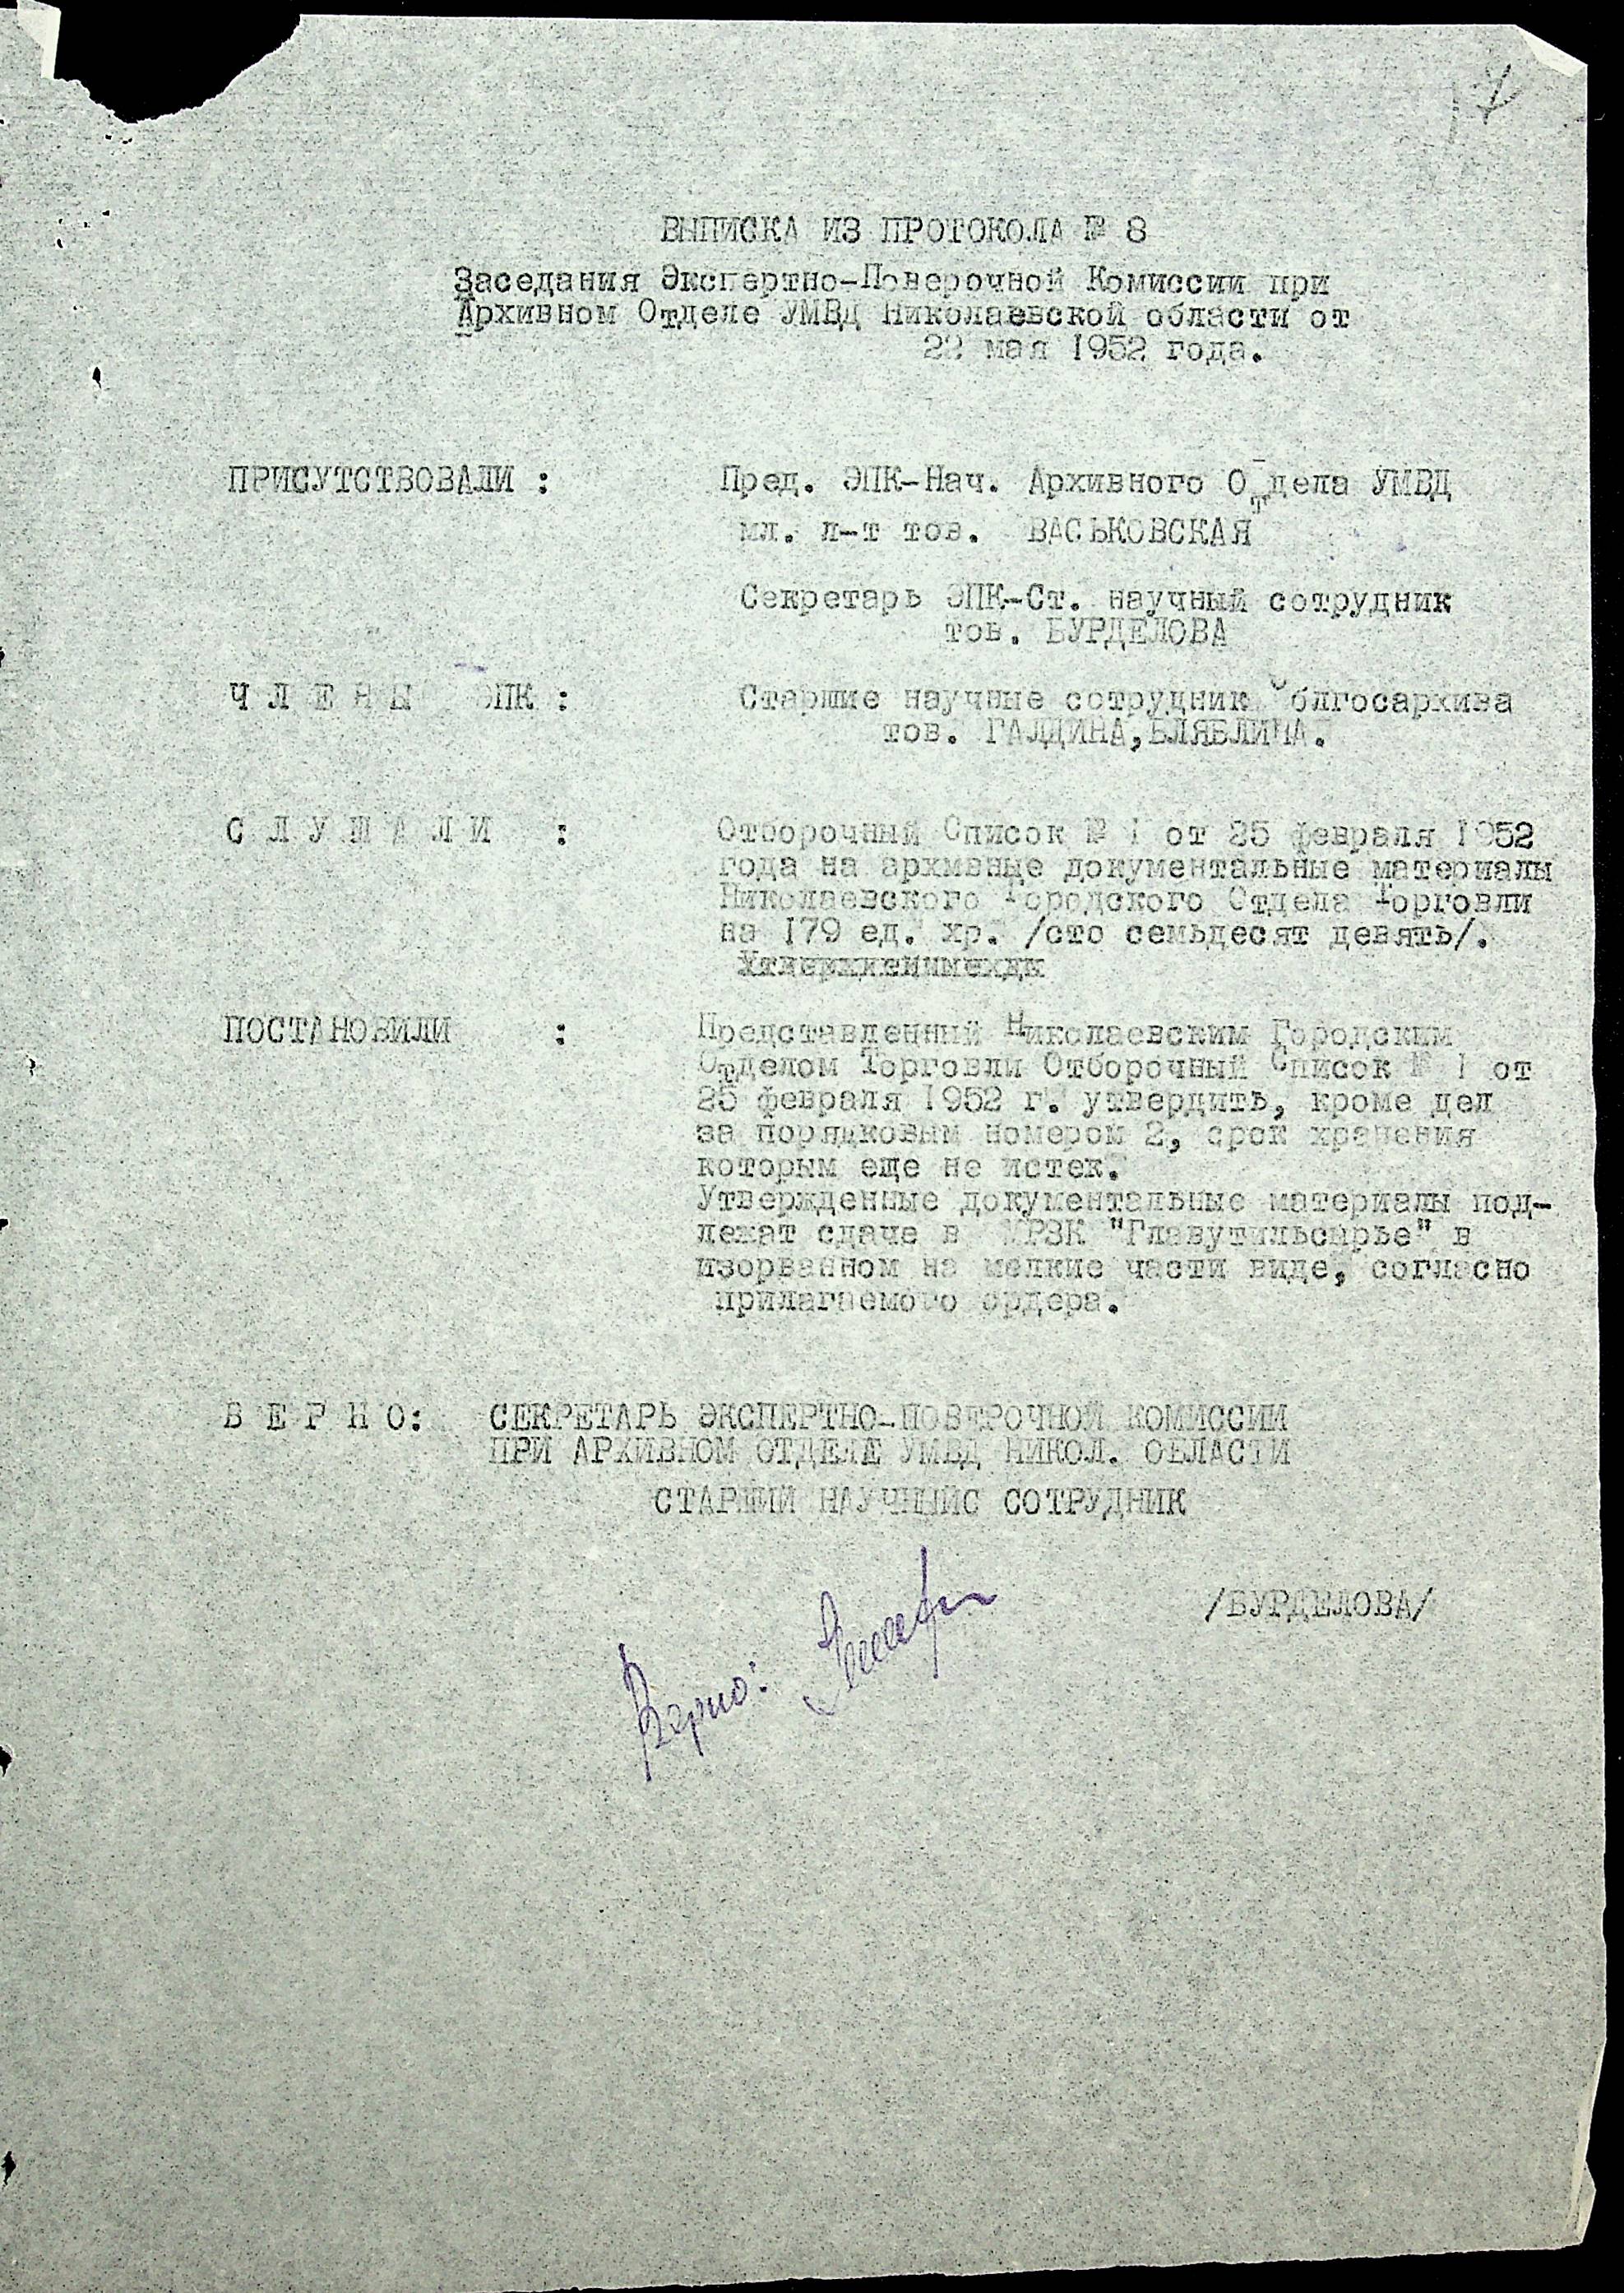 ВЫПИСКА ИЗ ПРОТОКОЛА № 8
Заседания Экспертно-Поверочной Комиссии при
Архивном Отделе УМВД Николаевской области от
22 мая 1952 года.
ПРИСУТСТВОВАЛИ : Пред. ЭПК-Нач. Архивного Отдела УМВД
мл. л-т тов. ВАСЬКОВСКАЯ
Секретарь ЭПК-Ст. научный сотрудник
тов. БУРДЕЛОВА
Ч Л Е Н Ы ЭПК : Старшие научные сотрудник Облгосархива
тов. ГАЛДИНА, БЛЯБЛИНА.
С Л У Ш А Л И : Отборочный Список № 1 от 25 февраля 1952
года на архивные документальные материалы
Николаевского Городского Отдела Торговли
на 179 ед. хр. /сто семьдесят девять/.
ПОСТАНОВИЛИ : Представленный Николаевским Городским
Отделом Торговли Отборочный Список № 1 от
25 февраля 1952 г. утвердить, кроме дел
за порядковым номером 2, срок хранения
которым еще не истек.
Утвержденные документальные материалы под-
лежат сдаче в МРЗК "Главутильсырье" в
изорванном на мелкие части виде, согласно
прилагаемого ордера.
В Е Р Н О: СЕКРЕТАРЬ ЭКСПЕРТНО-ПОВЕРОЧНОЙ КОМИССИИ
ПРИ АРХИВНОМ ОТДЕЛЕ УМВД НИКОЛ. ОБЛАСТИ
СТАРШИЙ НАУЧНЫЙС СОТРУДНИК
/БУРДЕЛОВА/
Верно: